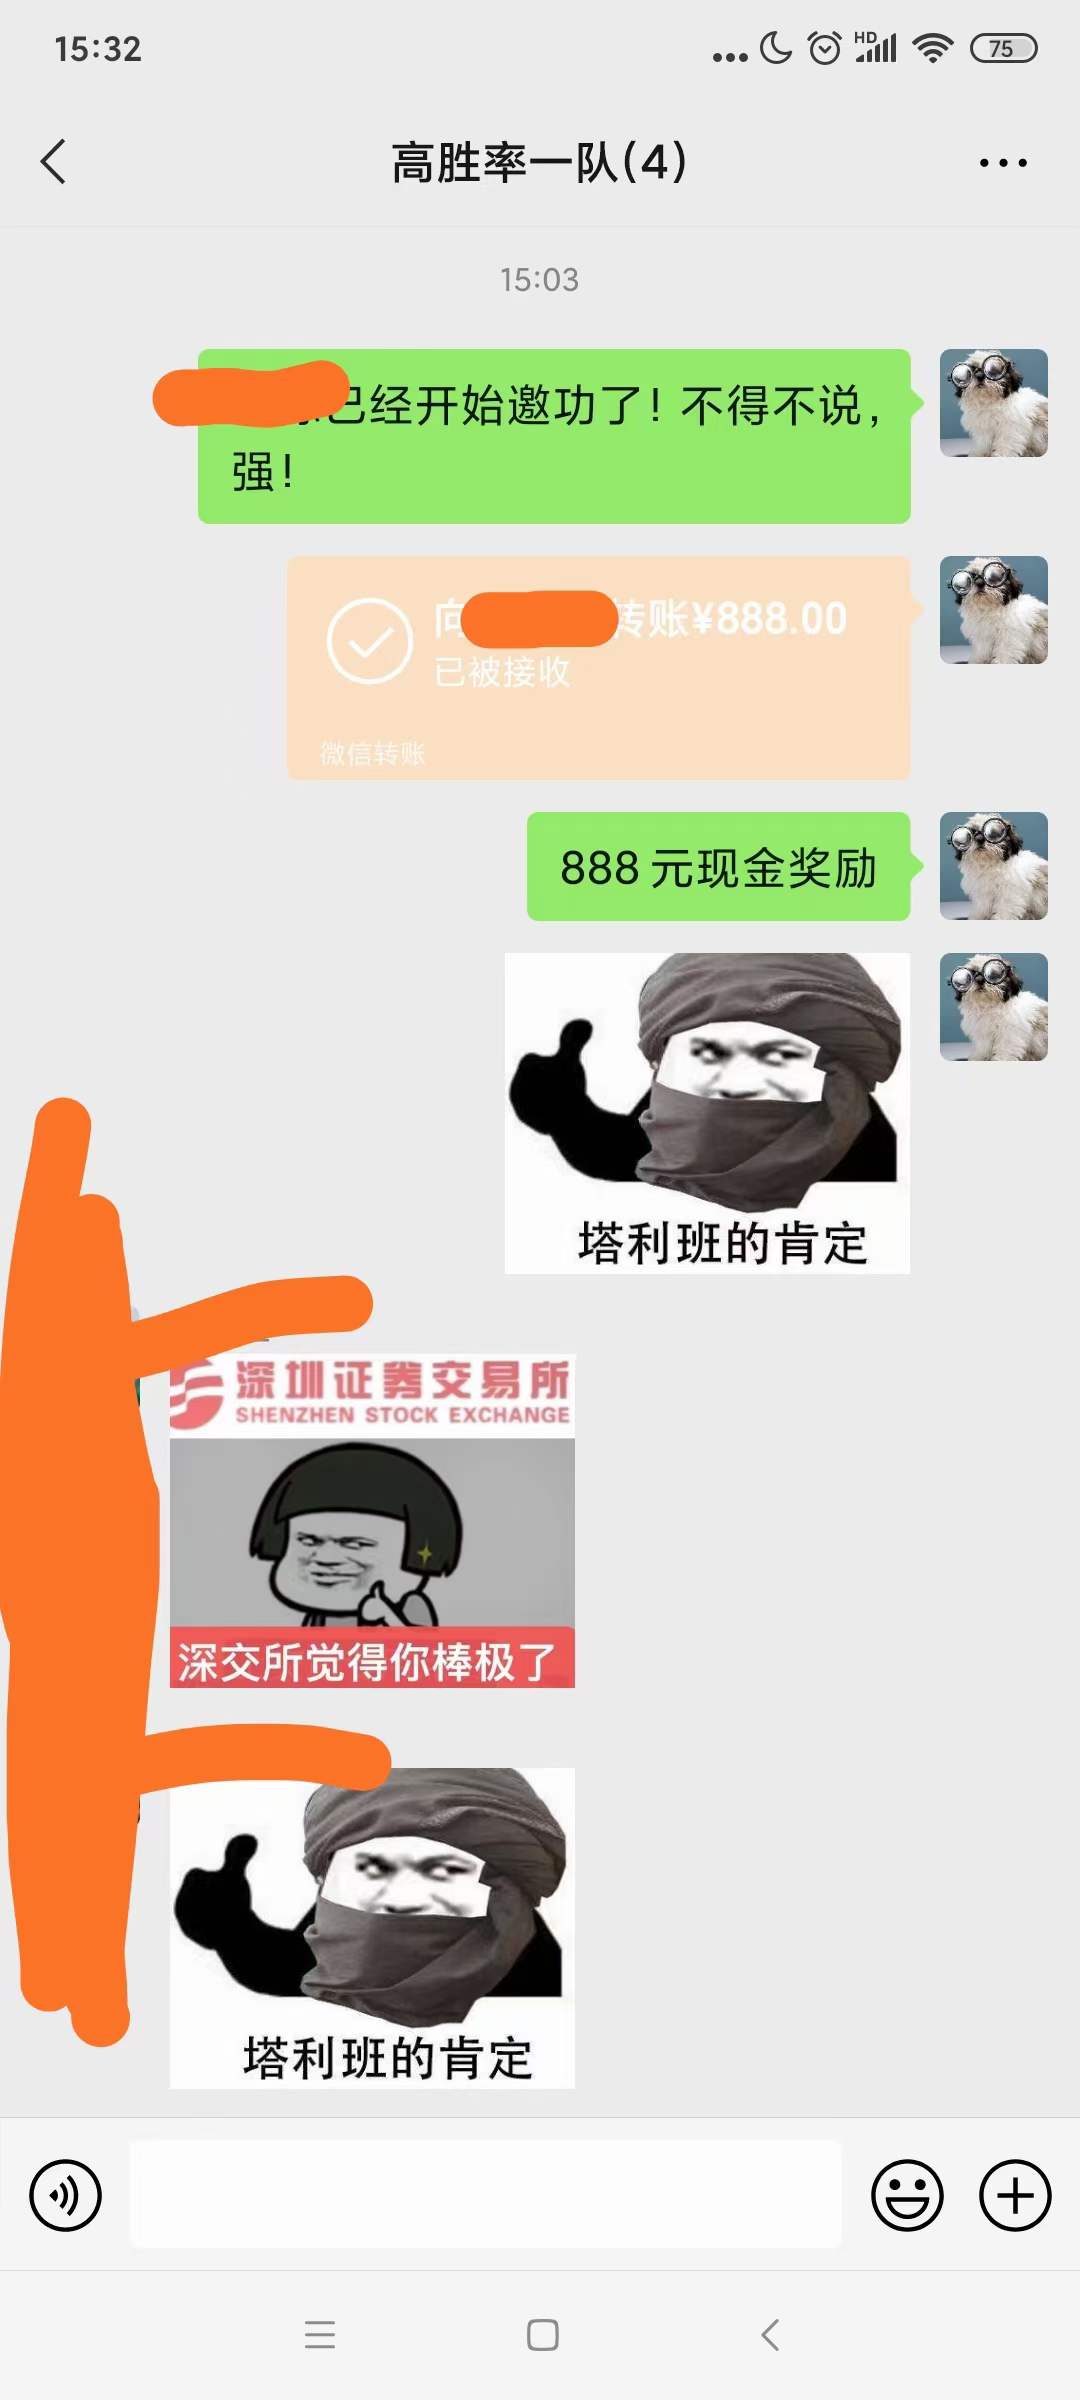 15:32
HD
75
高胜率一队(4)
15:03
已经开始邀功了！不得不说，
强！
向
转账¥888.00
已被接收
微信转账
888 元现金奖励
塔利班的肯定
深圳证券交易所
SHENZHEN STOCK EXCHANGE
深交所觉得你棒极了
塔利班的肯定